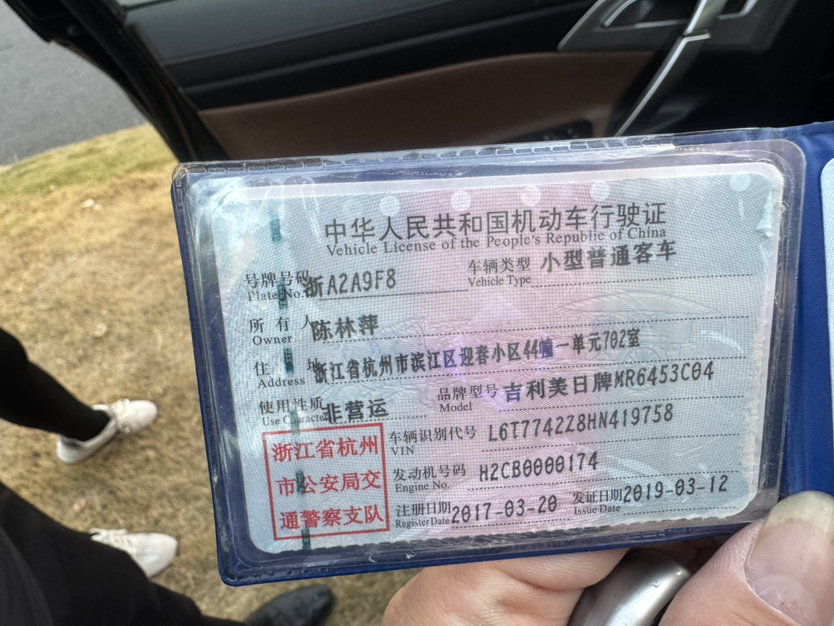 中华人民共和国机动车行驶证
Vehicle License of the People's Republic of China
号牌号码 浙A2A9F8 车辆类型 小型普通客车
Plate No. Vehicle Type
所有人 陈林萍
Owner
住址 浙江省杭州市滨江区迎春小区44幢一单元702室
Address
使用性质 非营运 品牌型号 吉利美日牌MR6453C04
Use Character Model
浙江省杭州
市公安局交
通警察支队
车辆识别代号 L6T7742Z8HN419758
VIN
发动机号码 H2CB0000174
Engine No.
注册日期 2017-03-20 发证日期 2019-03-12
Register Date Issue Date